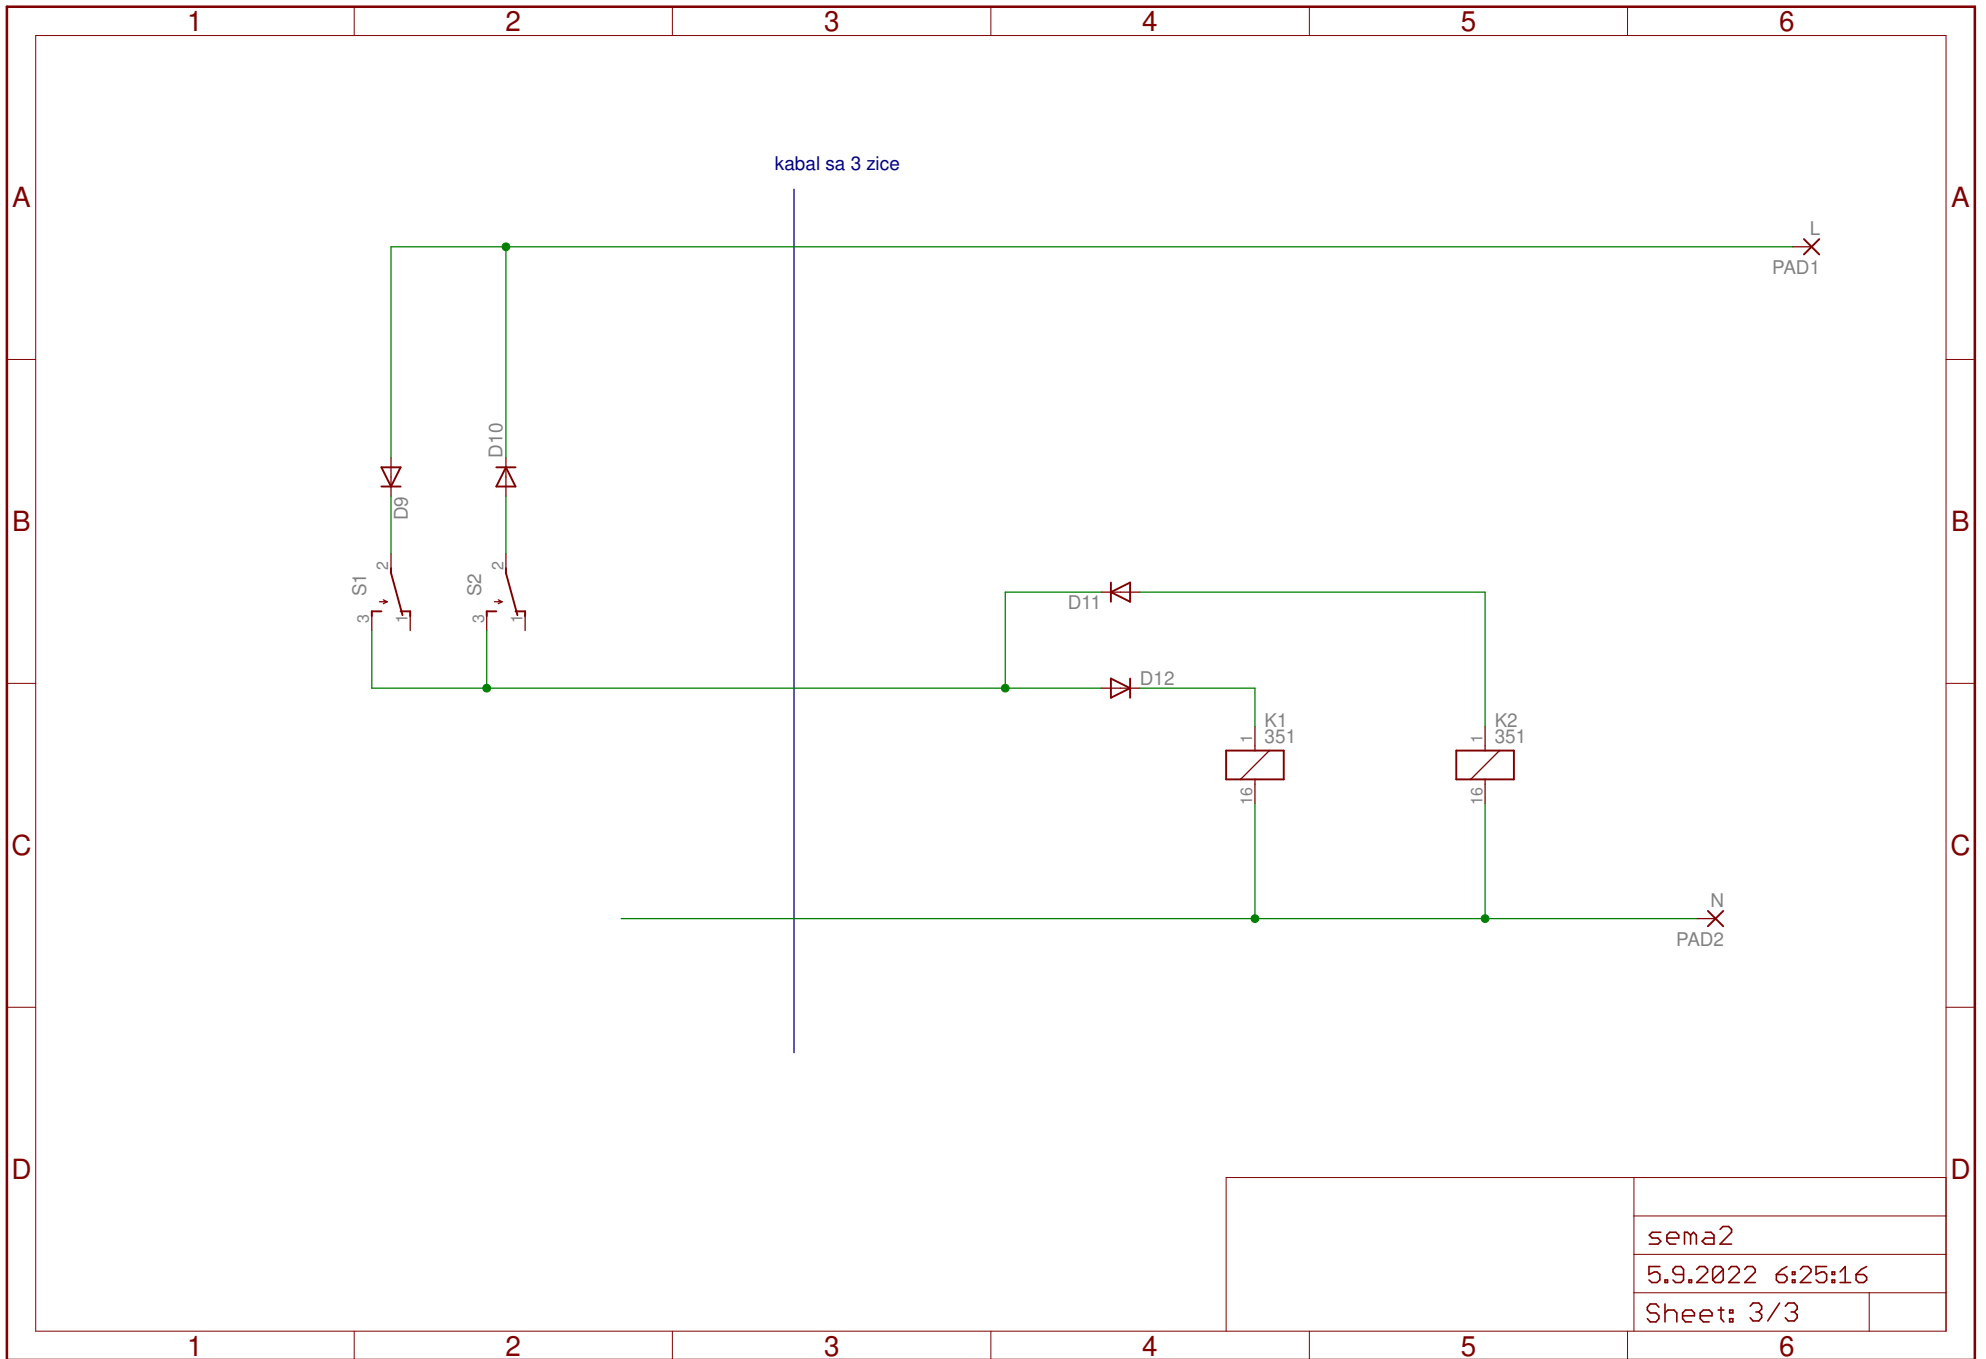 1 2 3 4 5 6
kabal sa 3 zice
A A
L
PAD1
D10
D9
B B
S1 2 3 1
S2 2 3 1
D11
D12
K1
351
1
16
K2
351
1
16
C C
N
PAD2
D D
sema2
5.9.2022 6:25:16
Sheet: 3/3
1 2 3 4 5 6